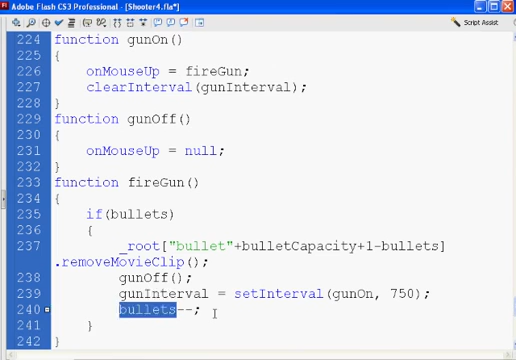 Adobe Flash CS3 Professional - [Shooter4.fla*]
Script Assist
224 function gunOn()
225 {
226 onMouseUp = fireGun;
227 clearInterval(gunInterval);
228 }
229 function gunOff()
230 {
231 onMouseUp = null;
232 }
233 function fireGun()
234 {
235 if(bullets)
236 {
237 _root["bullet"+bulletCapacity+1-bullets]
.removeMovieClip();
238 gunOff();
239 gunInterval = setInterval(gunOn, 750);
240 bullets--;
241 }
242 }